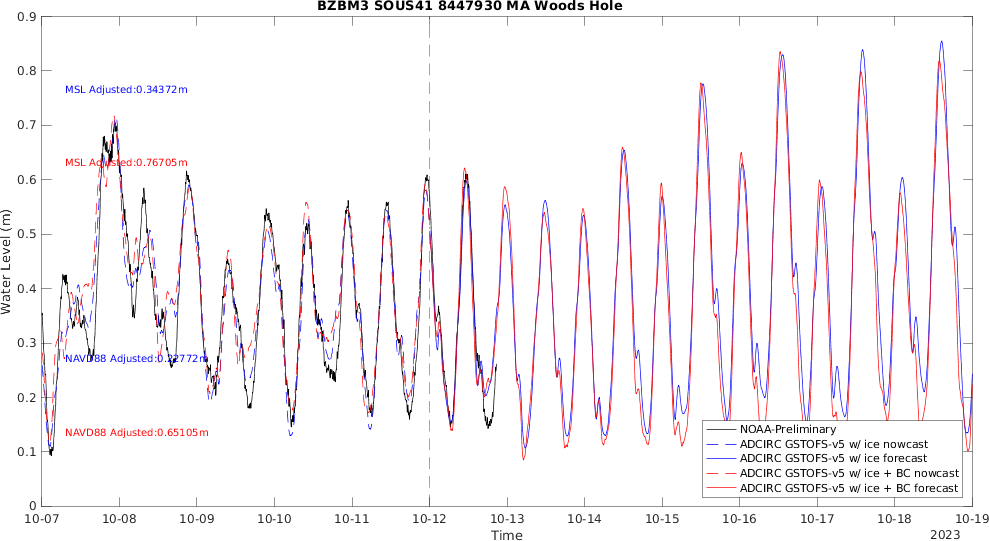 BZBM3 SOUS41 8447930 MA Woods Hole
0.9
0.8
0.7
0.6
0.5
0.4
0.3
0.2
0.1
0
Water Level (m)
MSL Adjusted:0.34372m
MSL Adjusted:0.76705m
NAVD88 Adjusted:0.22772m
NAVD88 Adjusted:0.65105m
NOAA-Preliminary
ADCIRC GSTOFS-v5 w/ ice nowcast
ADCIRC GSTOFS-v5 w/ ice forecast
ADCIRC GSTOFS-v5 w/ ice + BC nowcast
ADCIRC GSTOFS-v5 w/ ice + BC forecast
10-07 10-08 10-09 10-10 10-11 10-12 10-13 10-14 10-15 10-16 10-17 10-18 10-19
Time
2023